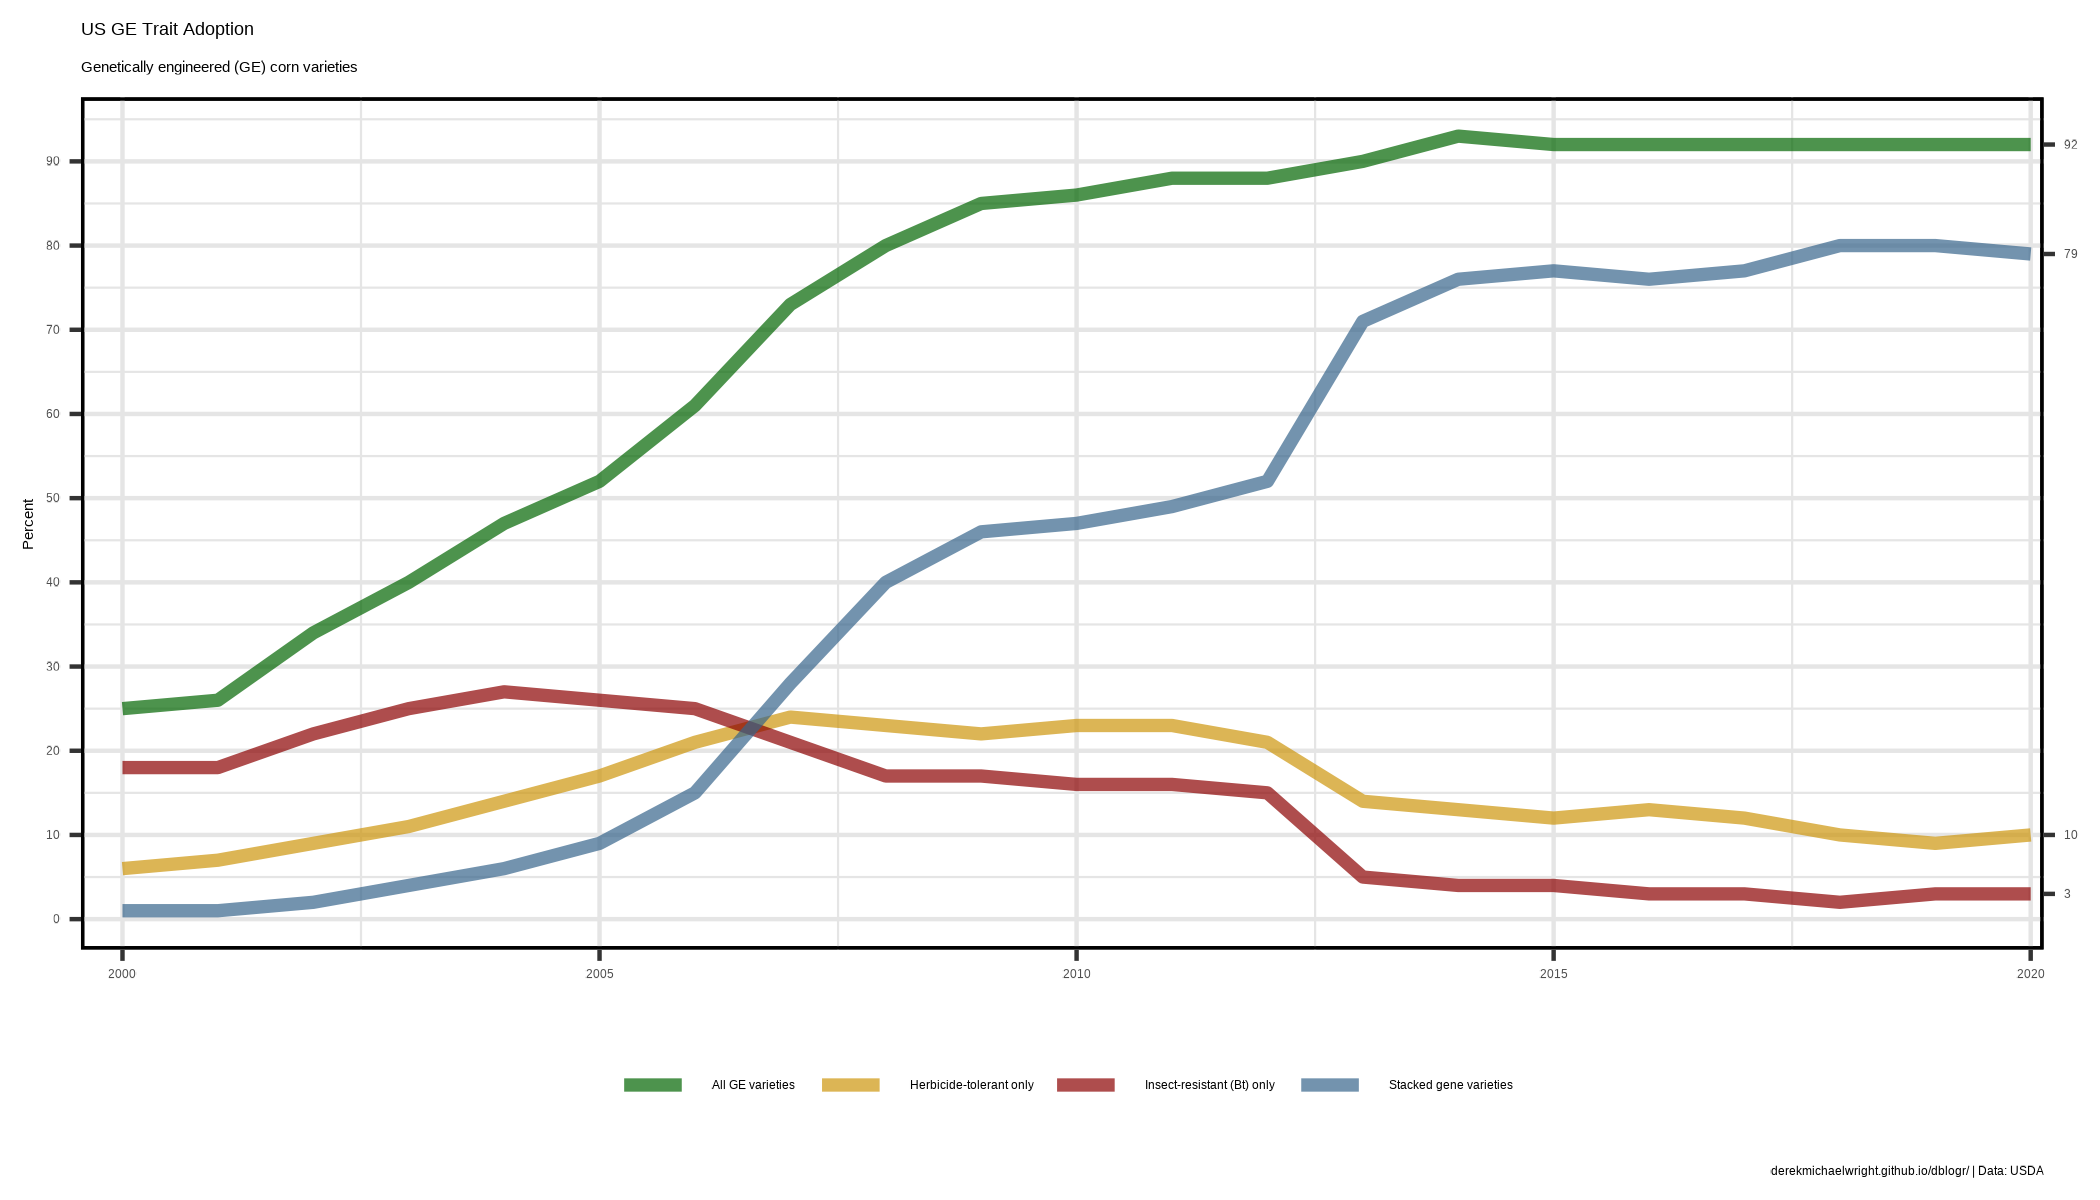 US GE Trait Adoption
Genetically engineered (GE) corn varieties
Percent
90
80
70
60
50
40
30
20
10
0
92
79
10
3
2000 2005 2010 2015 2020
All GE varieties Herbicide-tolerant only Insect-resistant (Bt) only Stacked gene varieties
derekmichaelwright.github.io/dblogr/ | Data: USDA